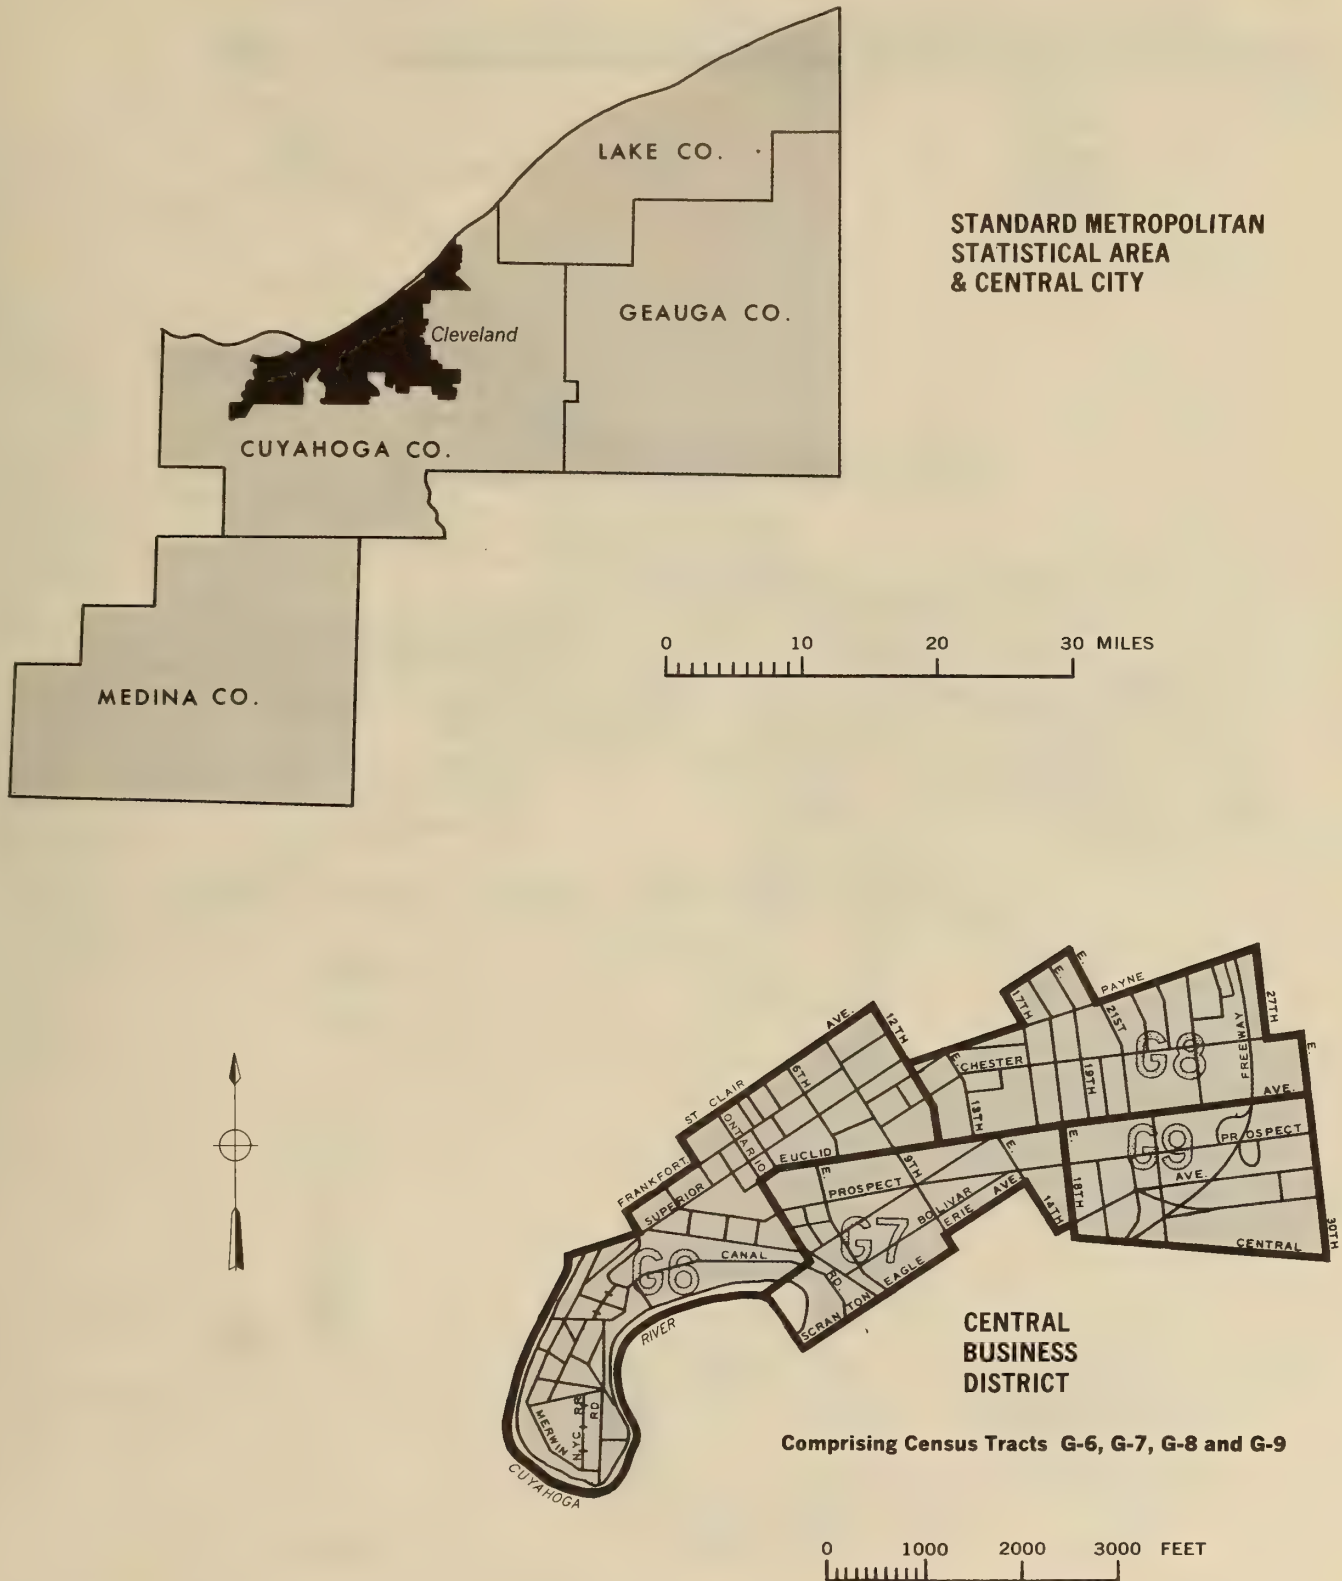 LAKE CO.
STANDARD METROPOLITAN
STATISTICAL AREA
& CENTRAL CITY
GEAUGA CO.
Cleveland
CUYAHOGA CO.
0 10 20 30 MILES
MEDINA CO.
PAYNE
E.
E.
17TH
21ST
27TH
AVE.
12TH
G8
FREEWAY
E.
CHESTER
19TH
E.
6TH
ST. CLAIR
13TH
AVE.
ONTARIO
EUCLID
E.
9TH
E.
E.
G9
PROSPECT
AVE.
FRANKFORT
SUPERIOR
PROSPECT
BOLIVAR
AVE.
ERIE
14TH
18TH
30TH
G7
CENTRAL
G6
CANAL
RD.
EAGLE
SCRANTON
RIVER
CENTRAL
BUSINESS
DISTRICT
MERWIN
NYC RR
RD
Comprising Census Tracts G-6, G-7, G-8 and G-9
CUYAHOGA
0 1000 2000 3000 FEET